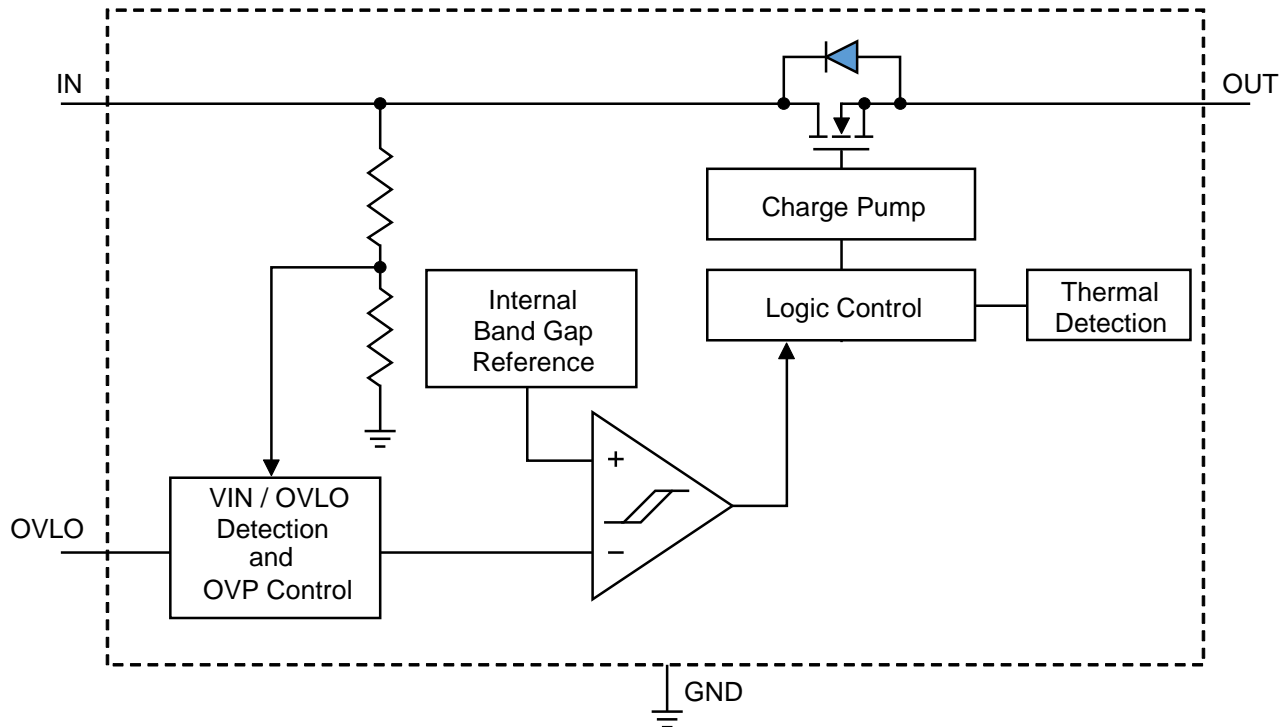 IN
OUT
Charge Pump
Internal
Band Gap
Reference
Logic Control
Thermal
Detection
+
VIN / OVLO
Detection
and
OVP Control
OVLO
−
GND